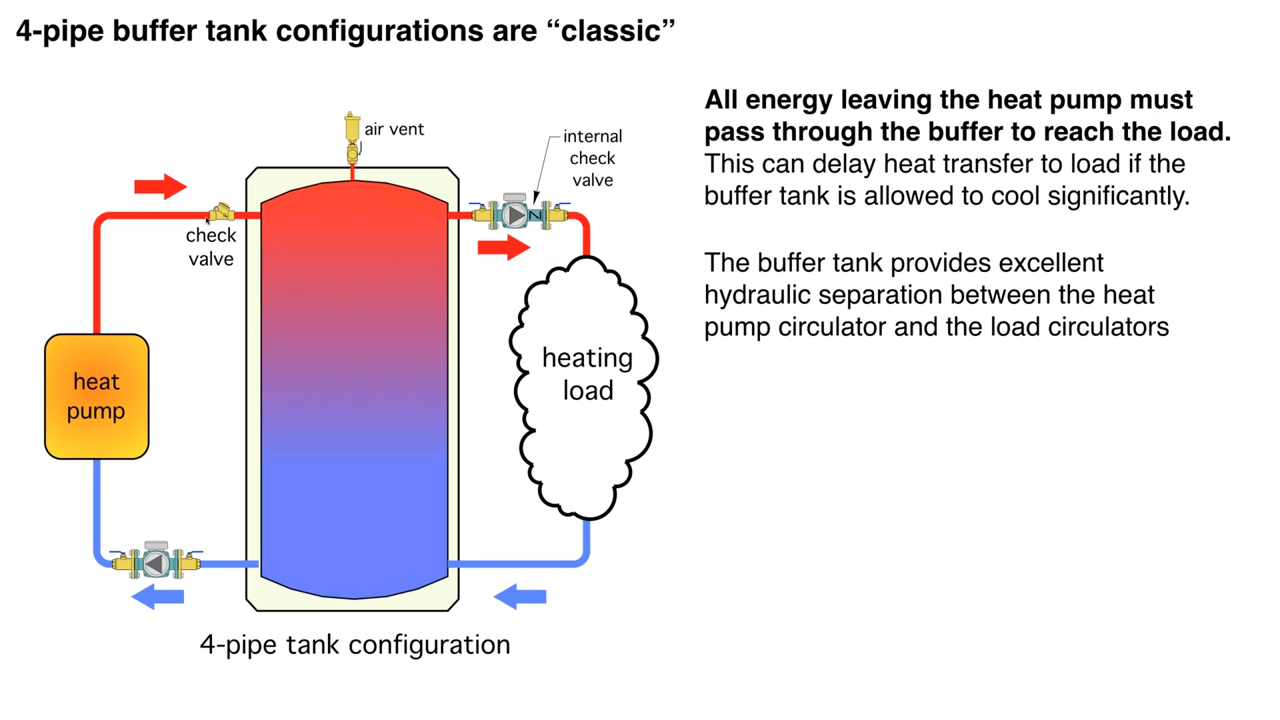 4-pipe buffer tank configurations are “classic”
All energy leaving the heat pump must
pass through the buffer to reach the load.
This can delay heat transfer to load if the
buffer tank is allowed to cool significantly.
The buffer tank provides excellent
hydraulic separation between the heat
pump circulator and the load circulators
air vent
internal
check
valve
check
valve
heat
pump
heating
load
4-pipe tank configuration